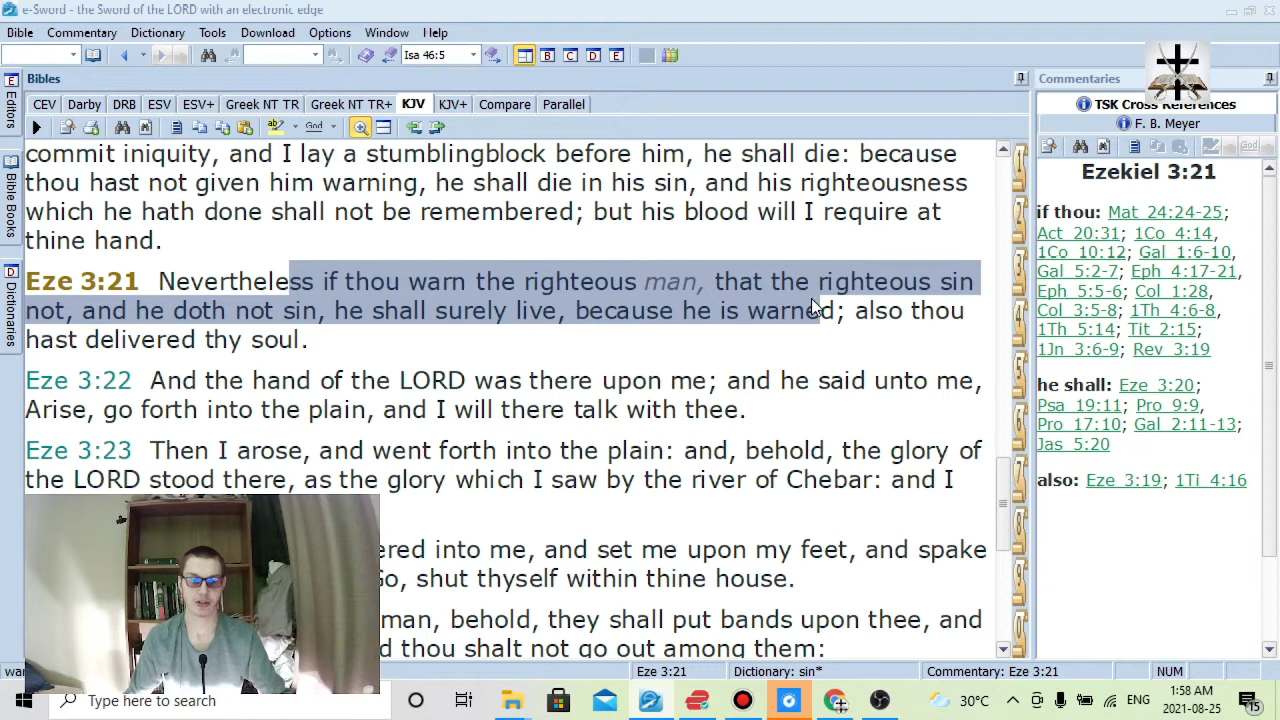 e-Sword - the Sword of the LORD with an electronic edge
Bible Commentary Dictionary Tools Download Options Window Help
Isa 46:5 B C D E
Bibles
Commentaries
E Editors
Bible Books
D Dictionaries
CEV Darby DRB ESV ESV+ Greek NT TR Greek NT TR+ KJV KJV+ Compare Parallel
TSK Cross References
F. B. Meyer
God
commit iniquity, and I lay a stumblingblock before him, he shall die: because
thou hast not given him warning, he shall die in his sin, and his righteousness
which he hath done shall not be remembered; but his blood will I require at
thine hand.
Eze 3:21 Nevertheless if thou warn the righteous man, that the righteous sin
not, and he doth not sin, he shall surely live, because he is warned; also thou
hast delivered thy soul.
Eze 3:22 And the hand of the LORD was there upon me; and he said unto me,
Arise, go forth into the plain, and I will there talk with thee.
Eze 3:23 Then I arose, and went forth into the plain: and, behold, the glory of
the LORD stood there, as the glory which I saw by the river of Chebar: and I
ered into me, and set me upon my feet, and spake
Go, shut thyself within thine house.
man, behold, they shall put bands upon thee, and
d thou shalt not go out among them:
Ezekiel 3:21
if thou: Mat 24:24-25;
Act 20:31; 1Co 4:14,
1Co 10:12; Gal 1:6-10,
Gal 5:2-7; Eph 4:17-21,
Eph 5:5-6; Col 1:28,
Col 3:5-8; 1Th 4:6-8,
1Th 5:14; Tit 2:15;
1Jn 3:6-9; Rev 3:19
he shall: Eze 3:20;
Psa 19:11; Pro 9:9,
Pro 17:10; Gal 2:11-13;
Jas 5:20
also: Eze 3:19; 1Ti 4:16
Eze 3:21 Dictionary: sin* Commentary: Eze 3:21 NUM
Type here to search
30°C ENG 1:58 AM
2021-08-25
15